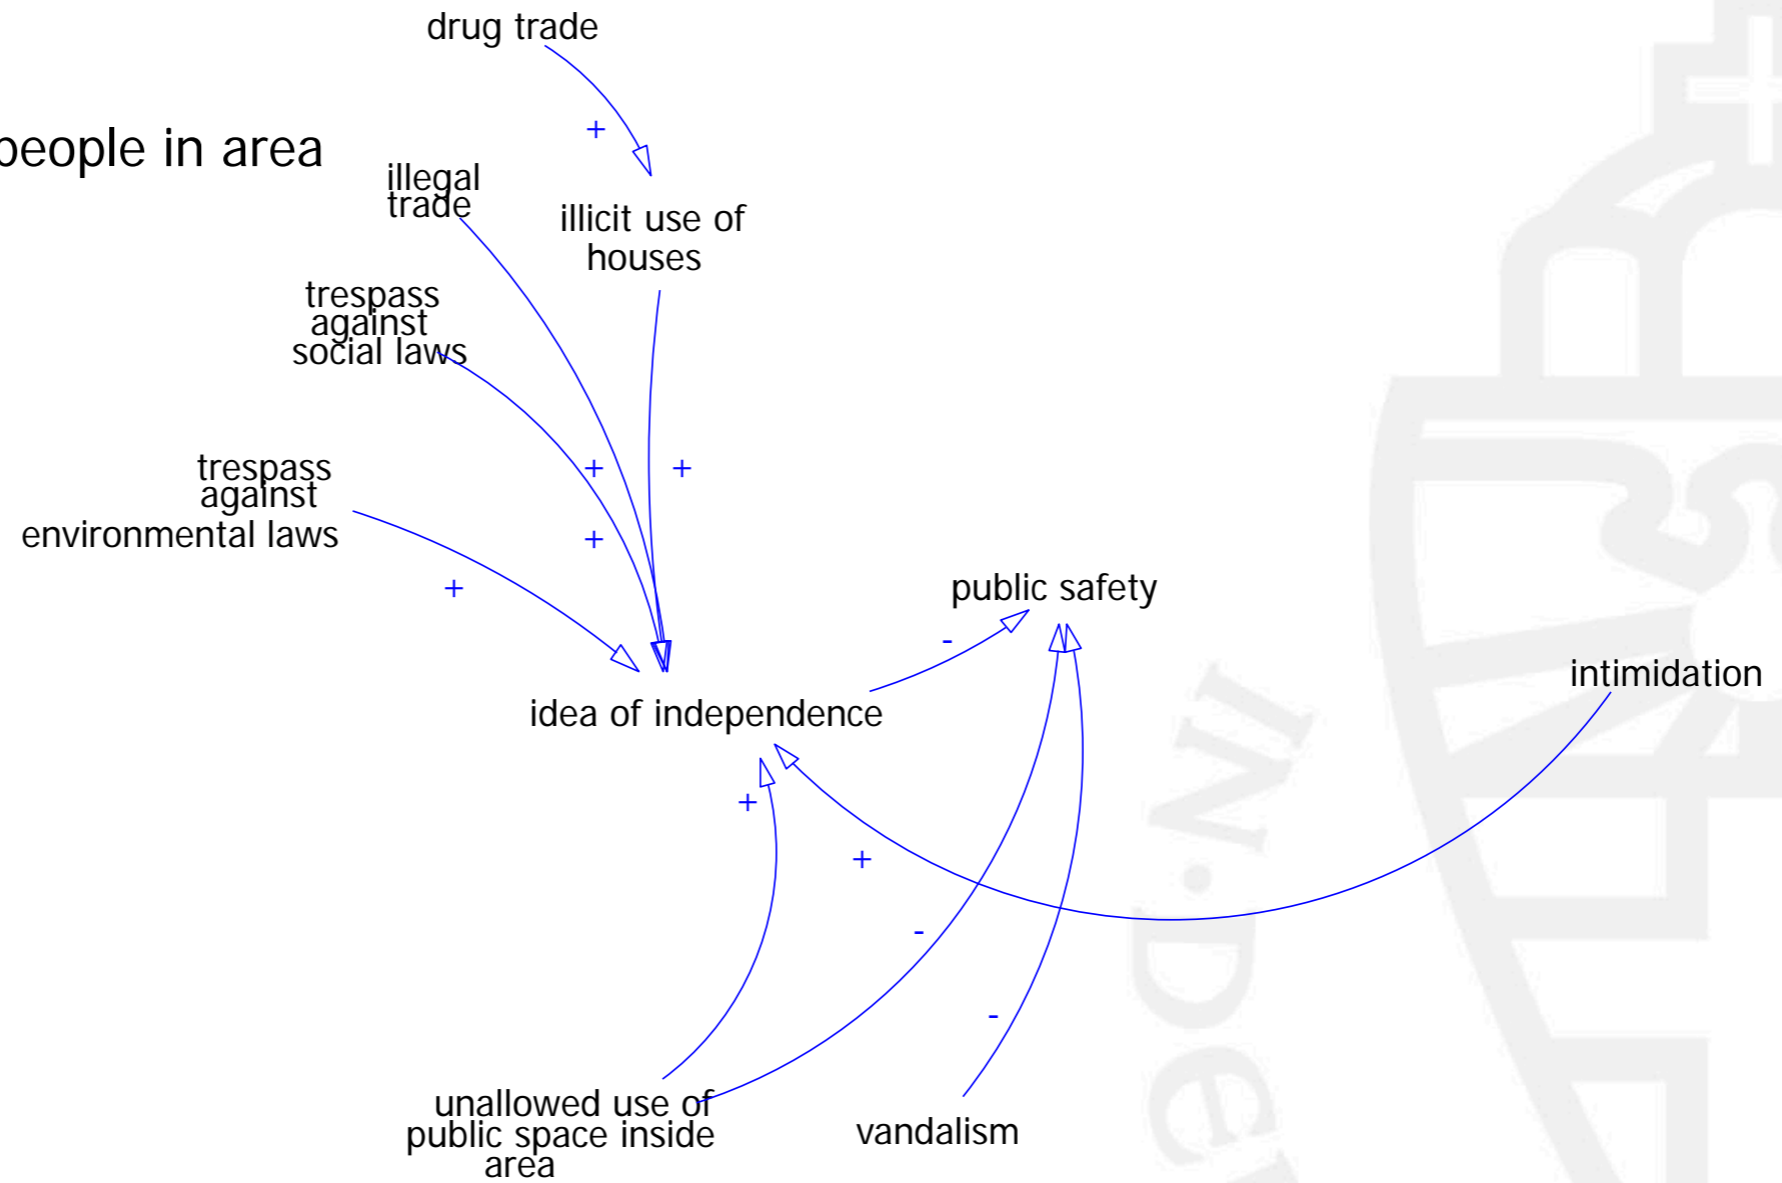 drug trade
+
people in area
illegal
trade
illicit use of
houses
trespass
against
social laws
+
+
trespass
against
environmental laws
+
+
public safety
-
intimidation
idea of independence
+
+
-
-
unallowed use of
public space inside
area
vandalism
IN